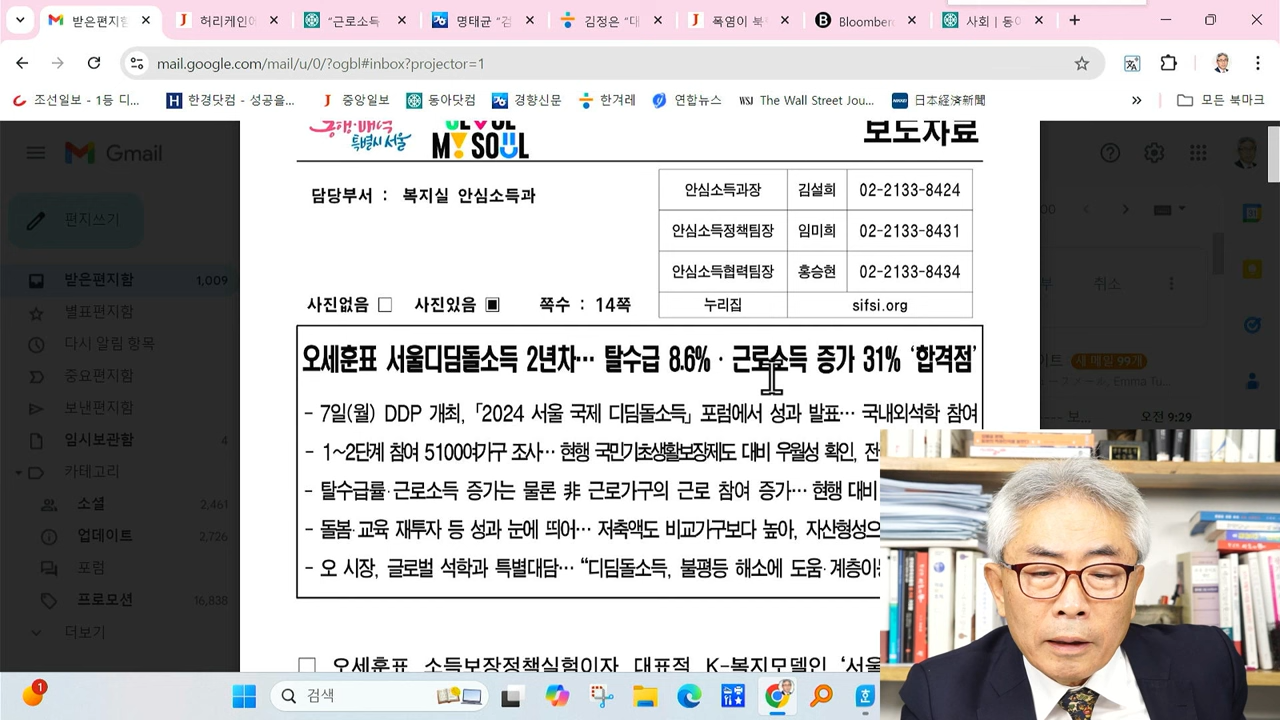 받은편지함
허리케인에
“근로소득
명태균 “검
김정은 “대
폭염이 북
Bloomber
사회 | 동아
mail.google.com/mail/u/0/?ogbl#inbox?projector=1
조선일보 - 1등 디...
한경닷컴 - 성공을...
중앙일보
동아닷컴
경향신문
한겨레
연합뉴스
WSJ The Wall Street Jou...
日本経済新聞
모든 북마크
Gmail
편지쓰기
받은편지함 1,009
별표편지함
다시 알림 항목
중요편지함
보낸편지함
임시보관함 4
카테고리
소셜 2,461
업데이트 2,726
포럼
프로모션 16,838
더보기
동행·매력
특별시 서울
MY SOUL
보도자료
담당부서 : 복지실 안심소득과
안심소득과장 김설희 02-2133-8424
안심소득정책팀장 임미희 02-2133-8431
안심소득협력팀장 홍승현 02-2133-8434
사진없음 □ 사진있음 ▣ 쪽수 : 14쪽
누리집 sifsi.org
오세훈표 서울디딤돌소득 2년차… 탈수급 8.6%·근로소득 증가 31% ‘합격점’
- 7일(월) DDP 개최, 「2024 서울 국제 디딤돌소득」 포럼에서 성과 발표… 국내외석학 참여
- 1~2단계 참여 5100여가구 조사… 현행 국민기초생활보장제도 대비 우월성 확인, 전
- 탈수급률·근로소득 증가는 물론 非 근로가구의 근로 참여 증가… 현행 대비
- 돌봄·교육 재투자 등 성과 눈에 띄어… 저축액도 비교가구보다 높아, 자산형성으
- 오 시장, 글로벌 석학과 특별대담… “디딤돌소득, 불평등 해소에 도움·계층이동
□ 오세훈표 소득보장정책실험이자 대표적 K-복지모델인 ‘서울
취소
새 메일 99개
Emma Tu...
오전 9:29
검색
1